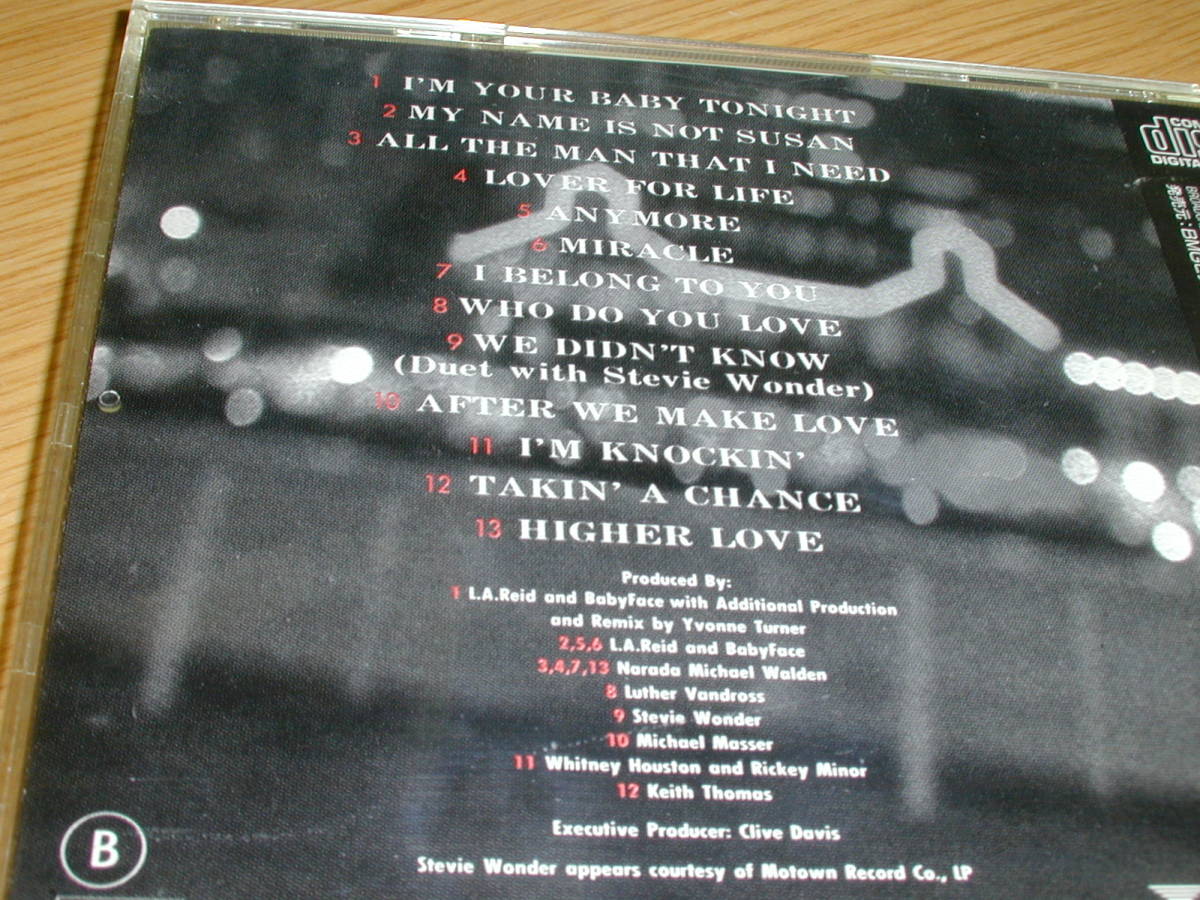 1 I'M YOUR BABY TONIGHT
2 MY NAME IS NOT SUSAN
3 ALL THE MAN THAT I NEED
4 LOVER FOR LIFE
5 ANYMORE
6 MIRACLE
7 I BELONG TO YOU
8 WHO DO YOU LOVE
9 WE DIDN'T KNOW
(Duet with Stevie Wonder)
10 AFTER WE MAKE LOVE
11 I'M KNOCKIN'
12 TAKIN' A CHANCE
13 HIGHER LOVE
Produced By:
1 L.A.Reid and BabyFace with Additional Production
and Remix by Yvonne Turner
2,5,6 L.A.Reid and BabyFace
3,4,7,13 Narada Michael Walden
8 Luther Vandross
9 Stevie Wonder
10 Michael Masser
11 Whitney Houston and Rickey Minor
12 Keith Thomas
Executive Producer: Clive Davis
Stevie Wonder appears courtesy of Motown Record Co., LP
B
発売元:BMG